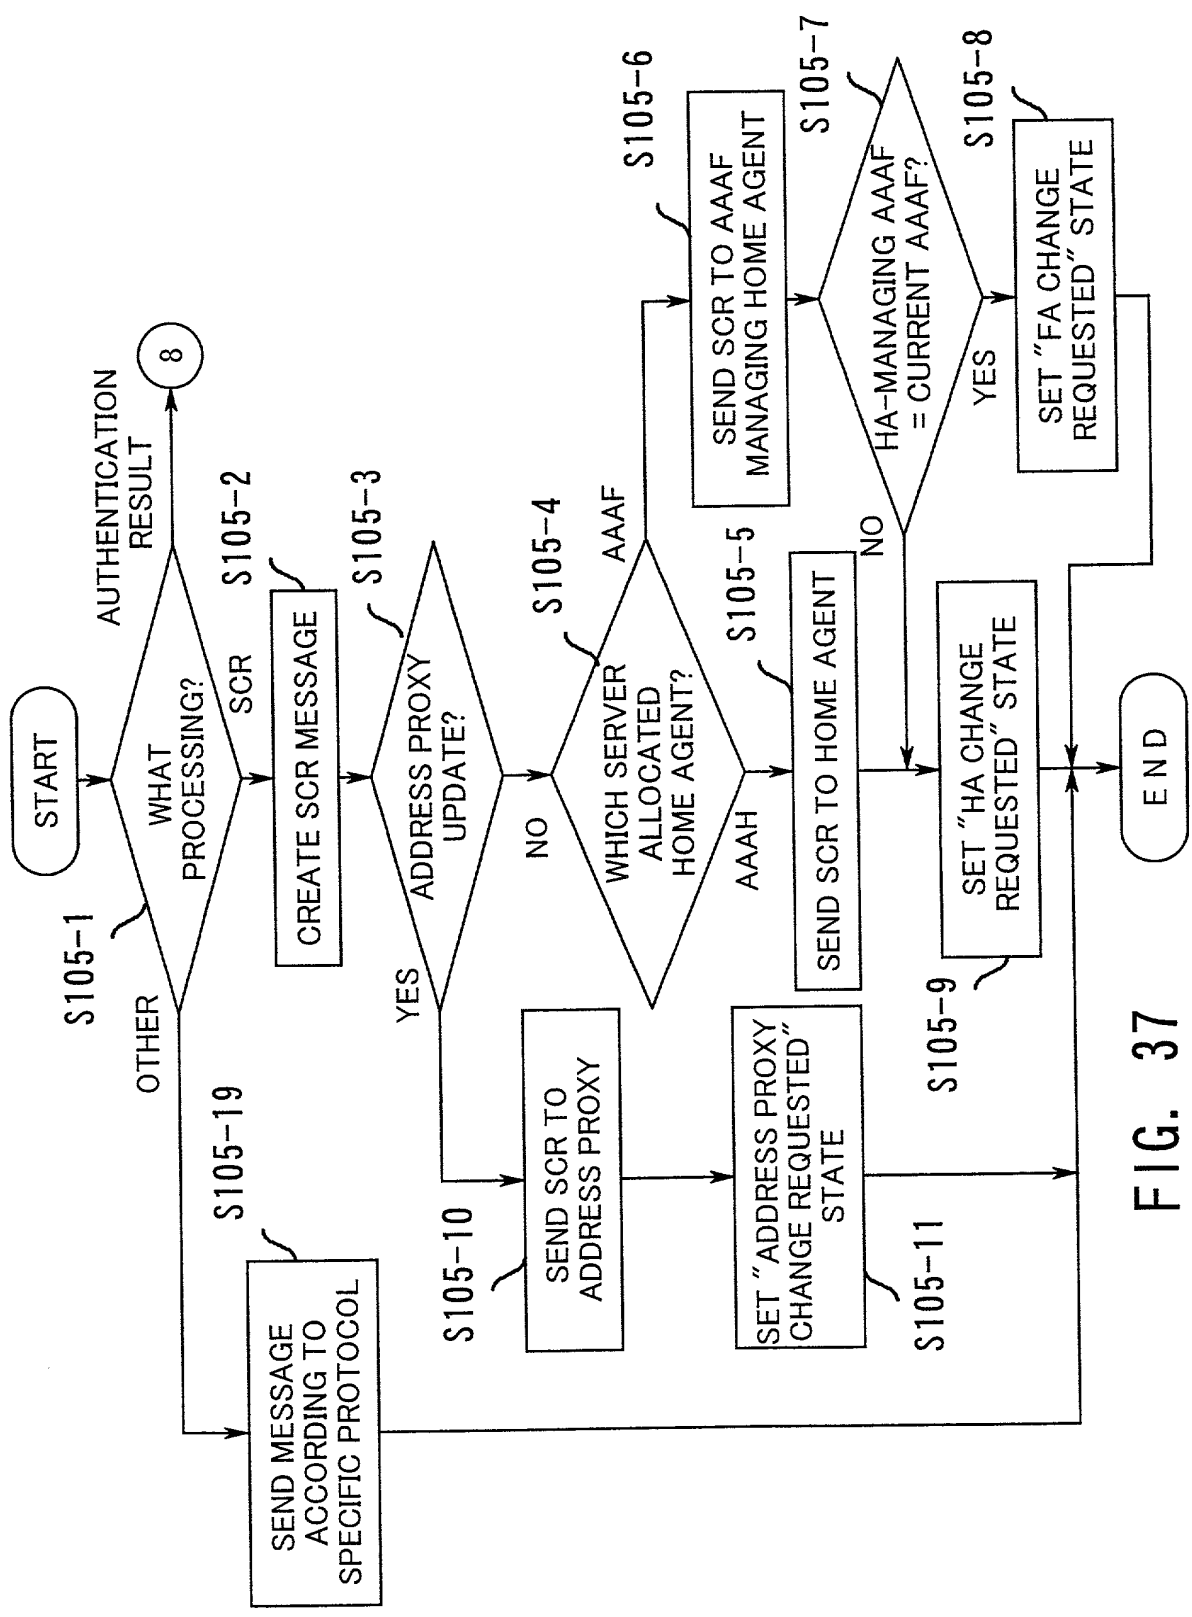 START
S105-1
WHAT
PROCESSING?
AUTHENTICATION
RESULT
8
OTHER
SCR
S105-2
CREATE SCR MESSAGE
S105-3
ADDRESS PROXY
UPDATE?
YES
NO
S105-4
WHICH SERVER
ALLOCATED
HOME AGENT?
AAAF
AAAH
S105-5
SEND SCR TO HOME AGENT
S105-6
SEND SCR TO AAAF
MANAGING HOME AGENT
S105-7
HA-MANAGING AAAF
= CURRENT AAAF?
NO
YES
S105-8
SET "FA CHANGE
REQUESTED" STATE
S105-9
SET "HA CHANGE
REQUESTED" STATE
S105-10
SEND SCR TO
ADDRESS PROXY
S105-11
SET "ADDRESS PROXY
CHANGE REQUESTED"
STATE
S105-19
SEND MESSAGE
ACCORDING TO
SPECIFIC PROTOCOL
END
FIG. 37